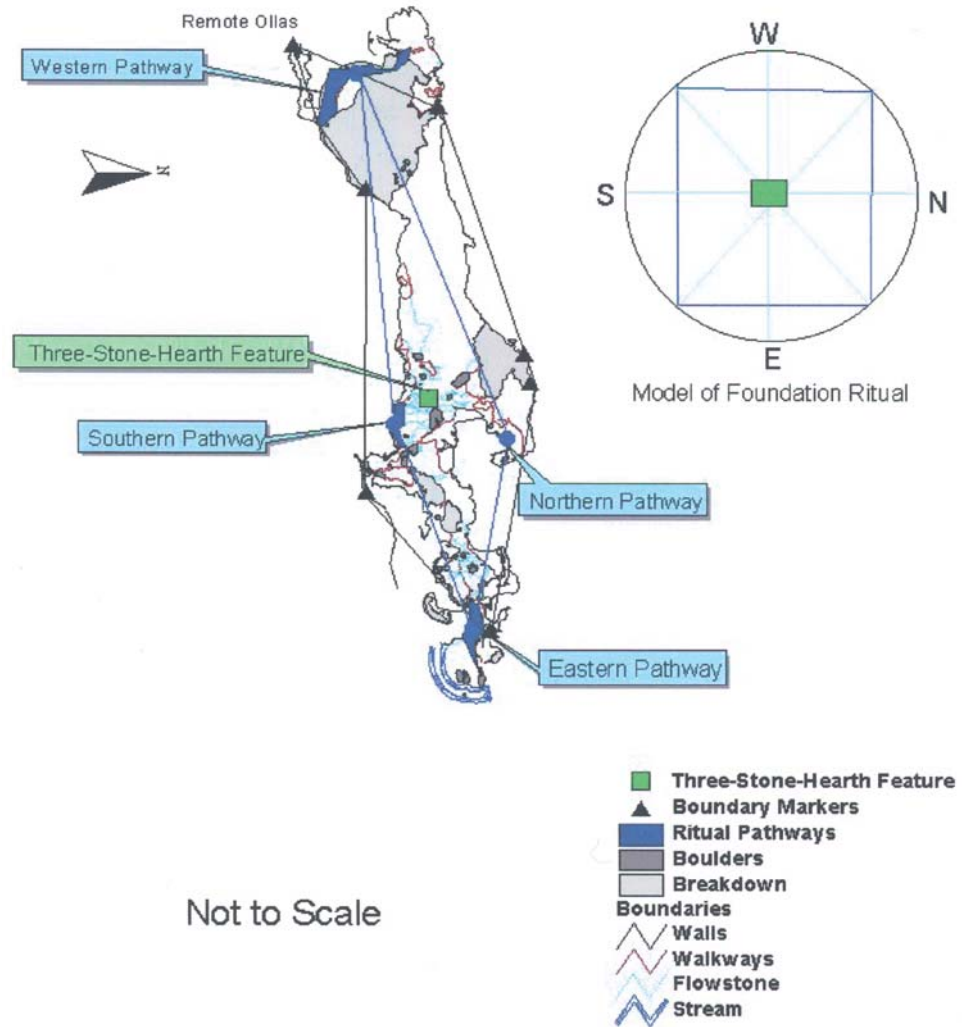 Remote Ollas
Western Pathway
N
W
S
N
E
Model of Foundation Ritual
Three-Stone-Hearth Feature
Southern Pathway
Northern Pathway
Eastern Pathway
Three-Stone-Hearth Feature
Boundary Markers
Ritual Pathways
Boulders
Breakdown
Boundaries
Walls
Walkways
Flowstone
Stream
Not to Scale